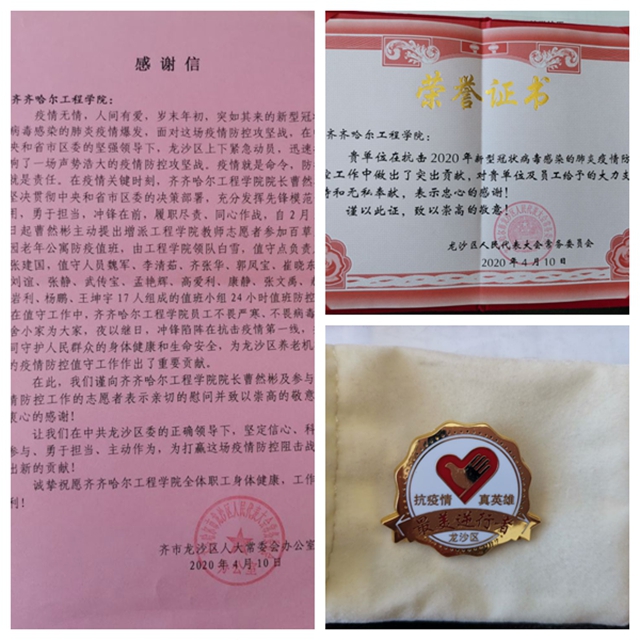 感谢信
齐齐哈尔工程学院：
疫情无情，人间有爱，岁末年初，突如其来的新型冠
病毒感染的肺炎疫情爆发，面对这场疫情防控攻坚战，在
央和省市区委的坚强领导下，龙沙区上下紧急动员，迅速
响了一场声势浩大的疫情防控攻坚战。疫情就是命令，防
就是责任。在疫情关键时刻，齐齐哈尔工程学院院长曹然
坚决贯彻中央和省市区委的决策部署，充分发挥先锋模范
用，勇于担当，冲锋在前，履职尽责，同心作战，自2月
日起曹然彬主动提出增派工程学院教师志愿者参加百草
园老年公寓防疫值班，由工程学院领队白雪，值守点负责
张建国，值守人员魏军、李清茹、齐张华、郭凤宝、崔晓东
刘谊、张静、武传宝、孟艳辉、高爱利、康静、张文禹、
岩利、杨鹏、王坤宇17人组成的值班小组24小时值班防控
在值守工作中，齐齐哈尔工程学院员工不畏严寒、不畏病毒
舍小家为大家，夜以继日，冲锋陷阵在抗击疫情第一线，
同守护人民群众的身体健康和生命安全，为龙沙区养老机
的疫情防控值守工作作出了重要贡献。
在此，我们谨向齐齐哈尔工程学院院长曹然彬及参与
情防控工作的志愿者表示亲切的慰问并致以崇高的敬意
衷心的感谢！
让我们在中共龙沙区委的正确领导下，坚定信心、科
参与、勇于担当、主动作为，为打赢这场疫情防控阻击战
出新的贡献！
诚挚祝愿齐齐哈尔工程学院全体职工身体健康、工作
利！
齐市龙沙区人大常委会办公室
2020年4月10日
荣誉证书
齐齐哈尔工程学院：
贵单位在抗击2020年新型冠状病毒感染的肺炎疫情防
控工作中做出了突出贡献，对贵单位及员工给予的大力支
持和无私奉献，表示忠心的感谢！
谨以此证，致以崇高的敬意！
龙沙区人民代表大会常务委员会
2020年4月10日
抗疫情 真英雄
最美逆行者
龙沙区